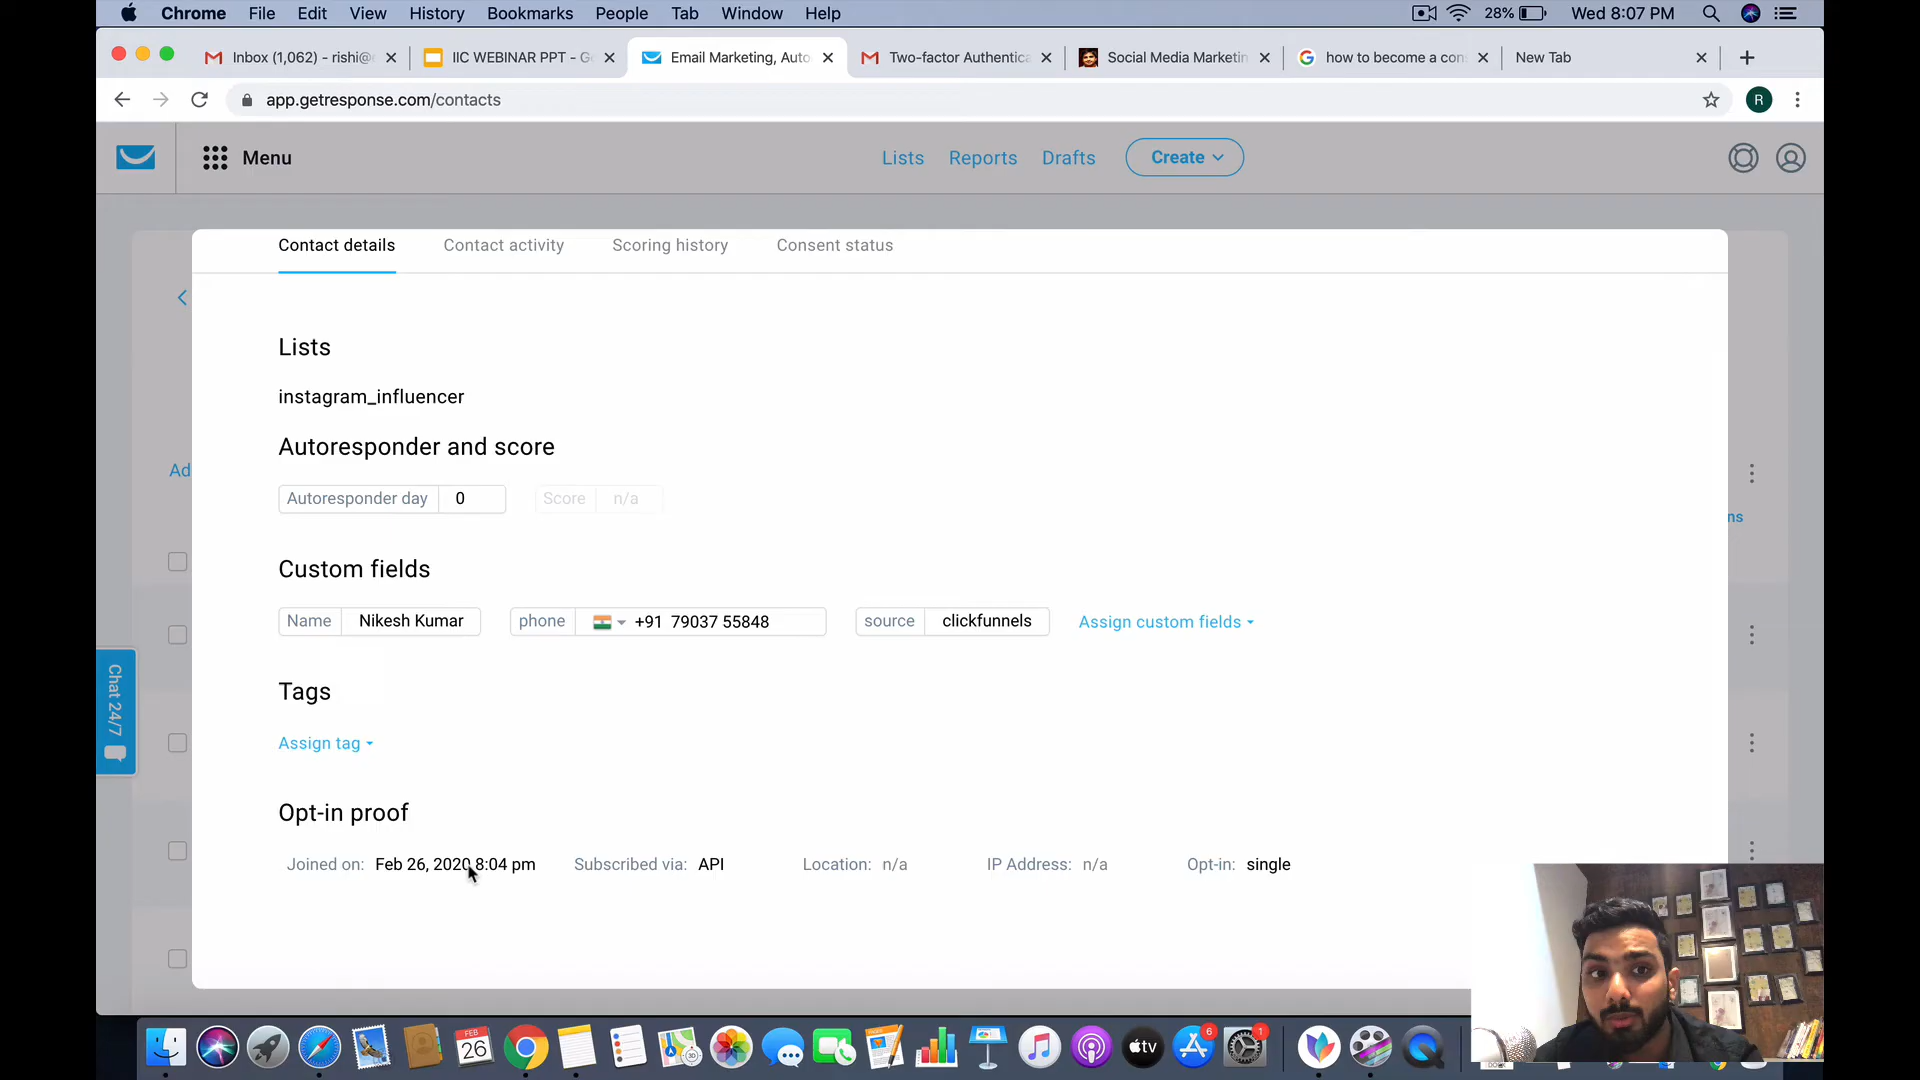 Chrome File Edit View History Bookmarks People Tab Window Help 28% Wed 8:07 PM
Inbox (1,062) - rishi@ IIC WEBINAR PPT - G Email Marketing, Auto Two-factor Authentica Social Media Marketin how to become a con New Tab
app.getresponse.com/contacts R
Menu Lists Reports Drafts Create
Contact details Contact activity Scoring history Consent status
Lists
instagram_influencer
Autoresponder and score
Ad
Autoresponder day 0 Score n/a
ns
Custom fields
Name Nikesh Kumar phone +91 79037 55848 source clickfunnels Assign custom fields
Tags
Chat 24/7
Assign tag
Opt-in proof
Joined on: Feb 26, 2020 8:04 pm Subscribed via: API Location: n/a IP Address: n/a Opt-in: single
FEB 26 tv 6 1